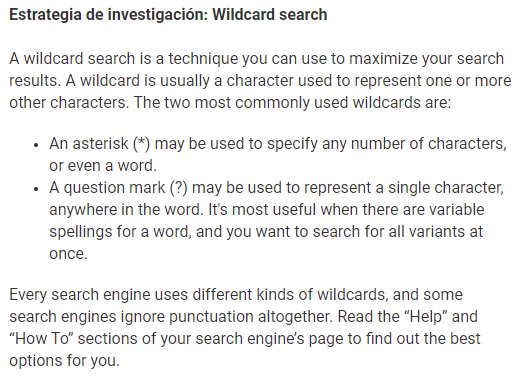 Estrategia de investigación: Wildcard search
A wildcard search is a technique you can use to maximize your search
results. A wildcard is usually a character used to represent one or more
other characters. The two most commonly used wildcards are:
• An asterisk (*) may be used to specify any number of characters,
or even a word.
• A question mark (?) may be used to represent a single character,
anywhere in the word. It's most useful when there are variable
spellings for a word, and you want to search for all variants at
once.
Every search engine uses different kinds of wildcards, and some
search engines ignore punctuation altogether. Read the “Help” and
“How To” sections of your search engine’s page to find out the best
options for you.